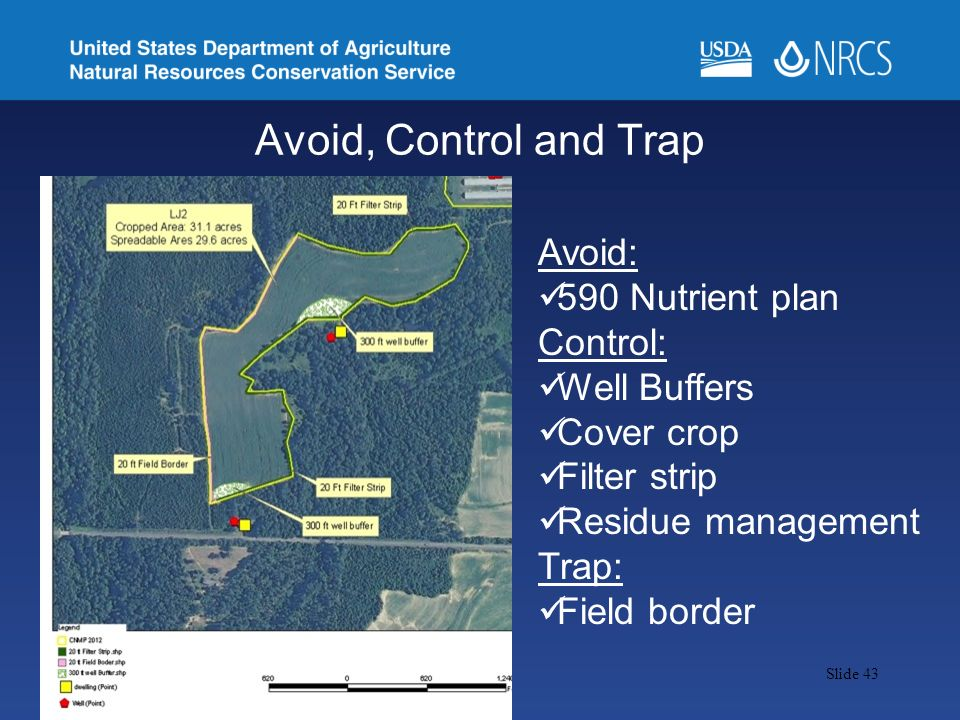 United States Department of Agriculture
Natural Resources Conservation Service
USDA
NRCS
Avoid, Control and Trap
LJ2
Cropped Area: 31.1 acres
Spreadable Ares 29.6 acres
20 Ft Filter Strip
300 ft well buffer
20 ft Field Border
20 Ft Filter Strip
300 ft well buffer
Legend
CNMP 2012
20 ft Filter Strip.shp
20 ft Field Boder.shp
300 ft well Buffer.shp
dwelling (Point)
Well (Point)
620 0 620 1,240
Avoid:
✓590 Nutrient plan
Control:
✓Well Buffers
✓Cover crop
✓Filter strip
✓Residue management
Trap:
✓Field border
Slide 43